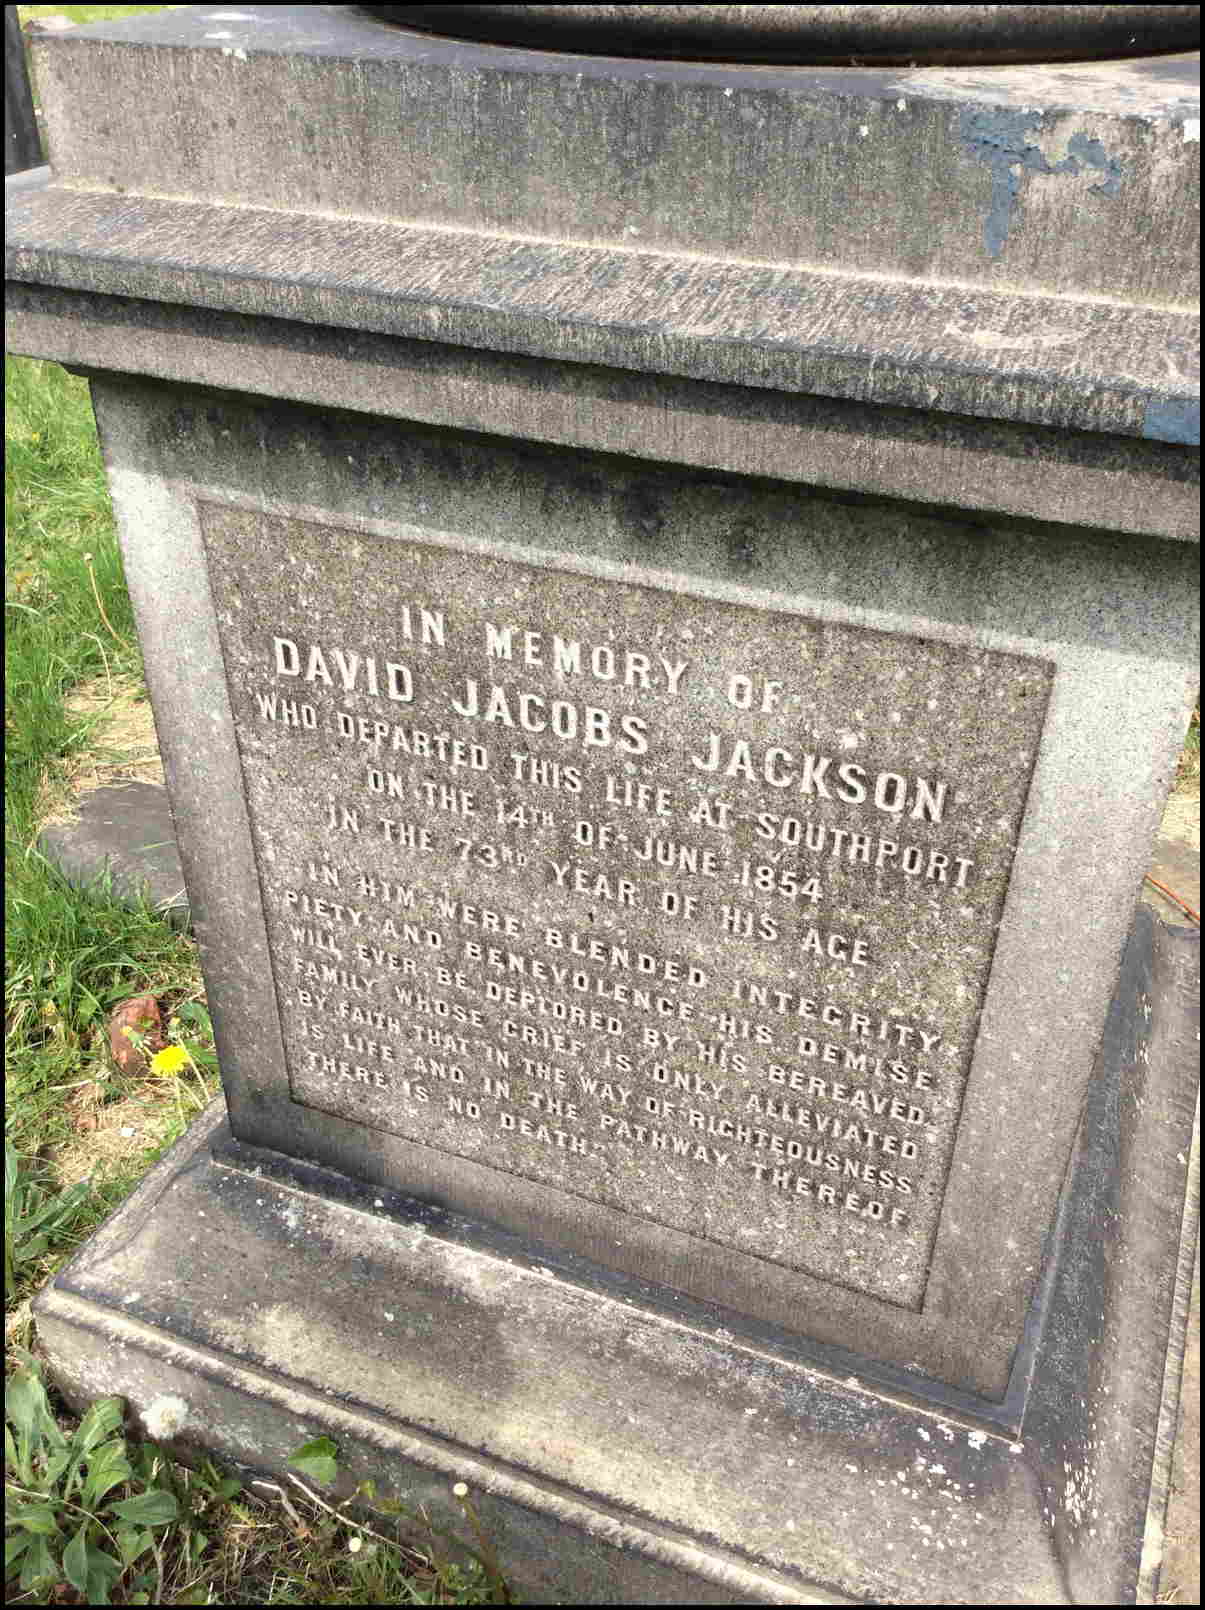 IN MEMORY OF
DAVID JACOBS JACKSON
WHO DEPARTED THIS LIFE AT SOUTHPORT
ON THE 14TH OF JUNE 1854
IN THE 73RD YEAR OF HIS AGE
IN HIM WERE BLENDED INTEGRITY,
PIETY AND BENEVOLENCE HIS DEMISE
WILL EVER BE DEPLORED BY HIS BEREAVED
FAMILY WHOSE GRIEF IS ONLY ALLEVIATED
BY FAITH THAT "IN THE WAY OF RIGHTEOUSNESS
IS LIFE AND IN THE PATHWAY THEREOF
THERE IS NO DEATH"